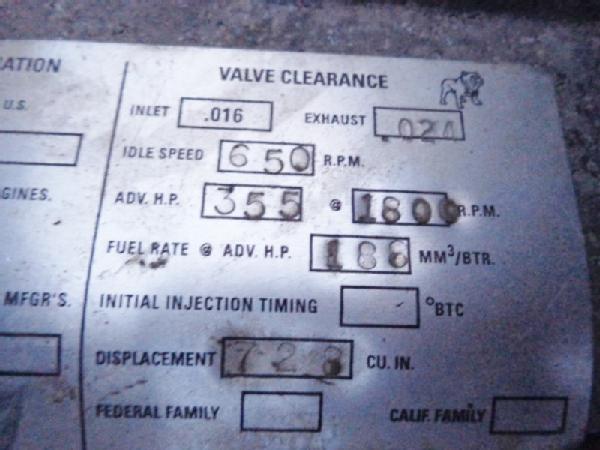 ATION
VALVE CLEARANCE
U.S.
INLET .016 EXHAUST .024
IDLE SPEED 650 R.P.M.
GINES.
ADV. H.P. 355 @ 1800 R.P.M.
FUEL RATE @ ADV. H.P. 186 MM³/BTR.
MFGR'S.
INITIAL INJECTION TIMING °BTC
DISPLACEMENT 728 CU. IN.
FEDERAL FAMILY CALIF. FAMILY